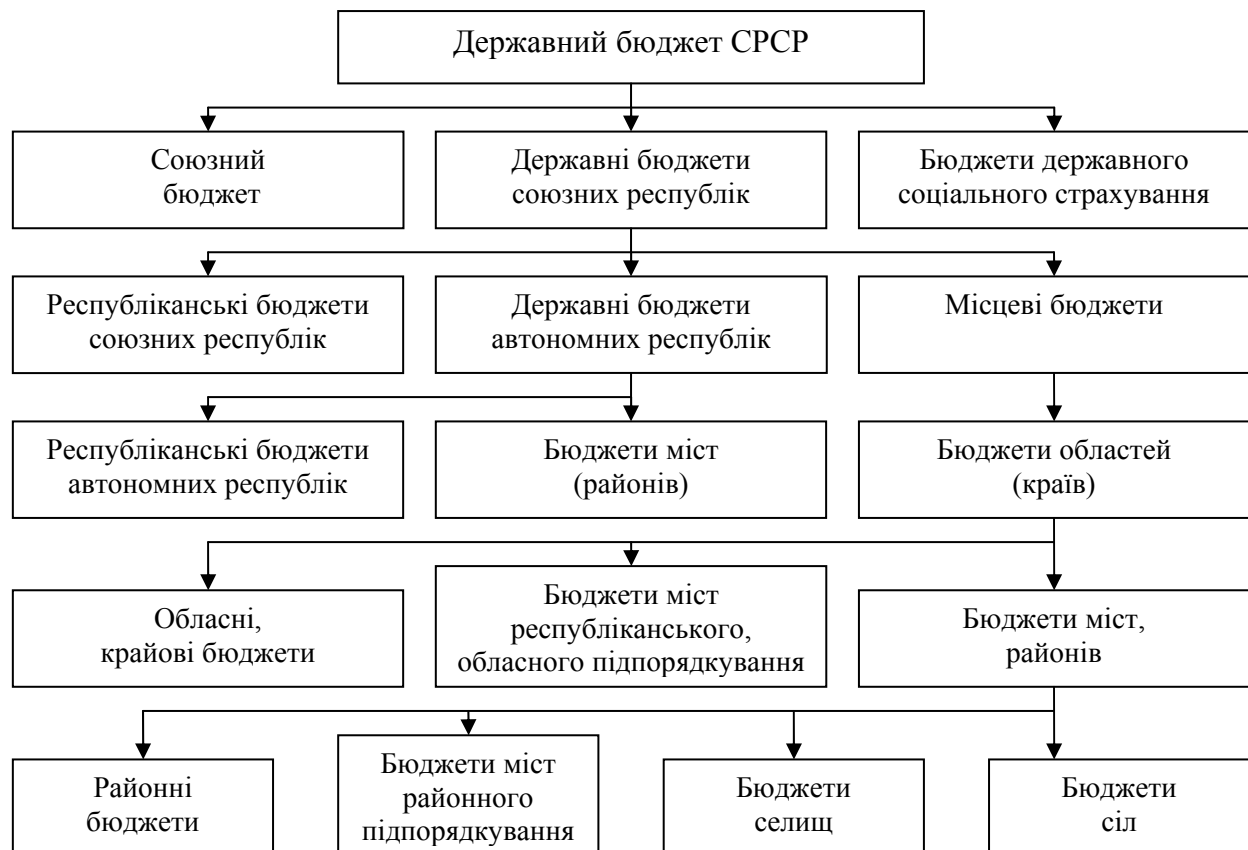 Державний бюджет СРСР
Союзний
бюджет
Державні бюджети
союзних республік
Бюджети державного
соціального страхування
Республіканські бюджети
союзних республік
Державні бюджети
автономних республік
Місцеві бюджети
Республіканські бюджети
автономних республік
Бюджети міст
(районів)
Бюджети областей
(країв)
Обласні,
крайові бюджети
Бюджети міст
республіканського,
обласного підпорядкування
Бюджети міст,
районів
Районні
бюджети
Бюджети міст
районного
підпорядкування
Бюджети
селищ
Бюджети
сіл